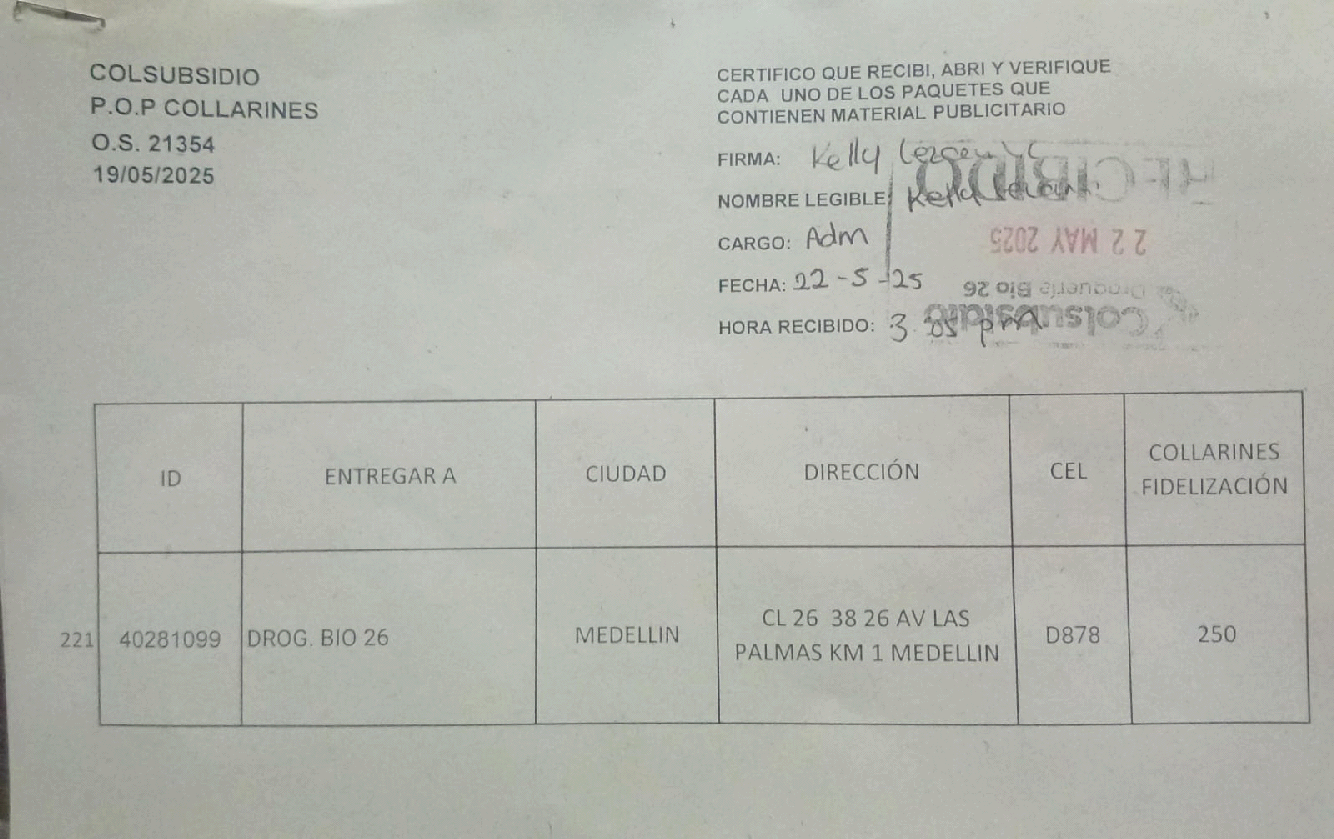 COLSUBSIDIO
P.O.P COLLARINES
O.S. 21354
19/05/2025
CERTIFICO QUE RECIBI, ABRI Y VERIFIQUE
CADA UNO DE LOS PAQUETES QUE
CONTIENEN MATERIAL PUBLICITARIO
FIRMA: Kelly
NOMBRE LEGIBLE
CARGO: Adm
FECHA: 22-5-25
HORA RECIBIDO: 3
RECIBIDO
22 MAY 2025
Droguería Bio 26
Colsubsidio
ID ENTREGAR A CIUDAD DIRECCIÓN CEL COLLARINES FIDELIZACIÓN
221 40281099 DROG. BIO 26 MEDELLIN CL 26 38 26 AV LAS PALMAS KM 1 MEDELLIN D878 250